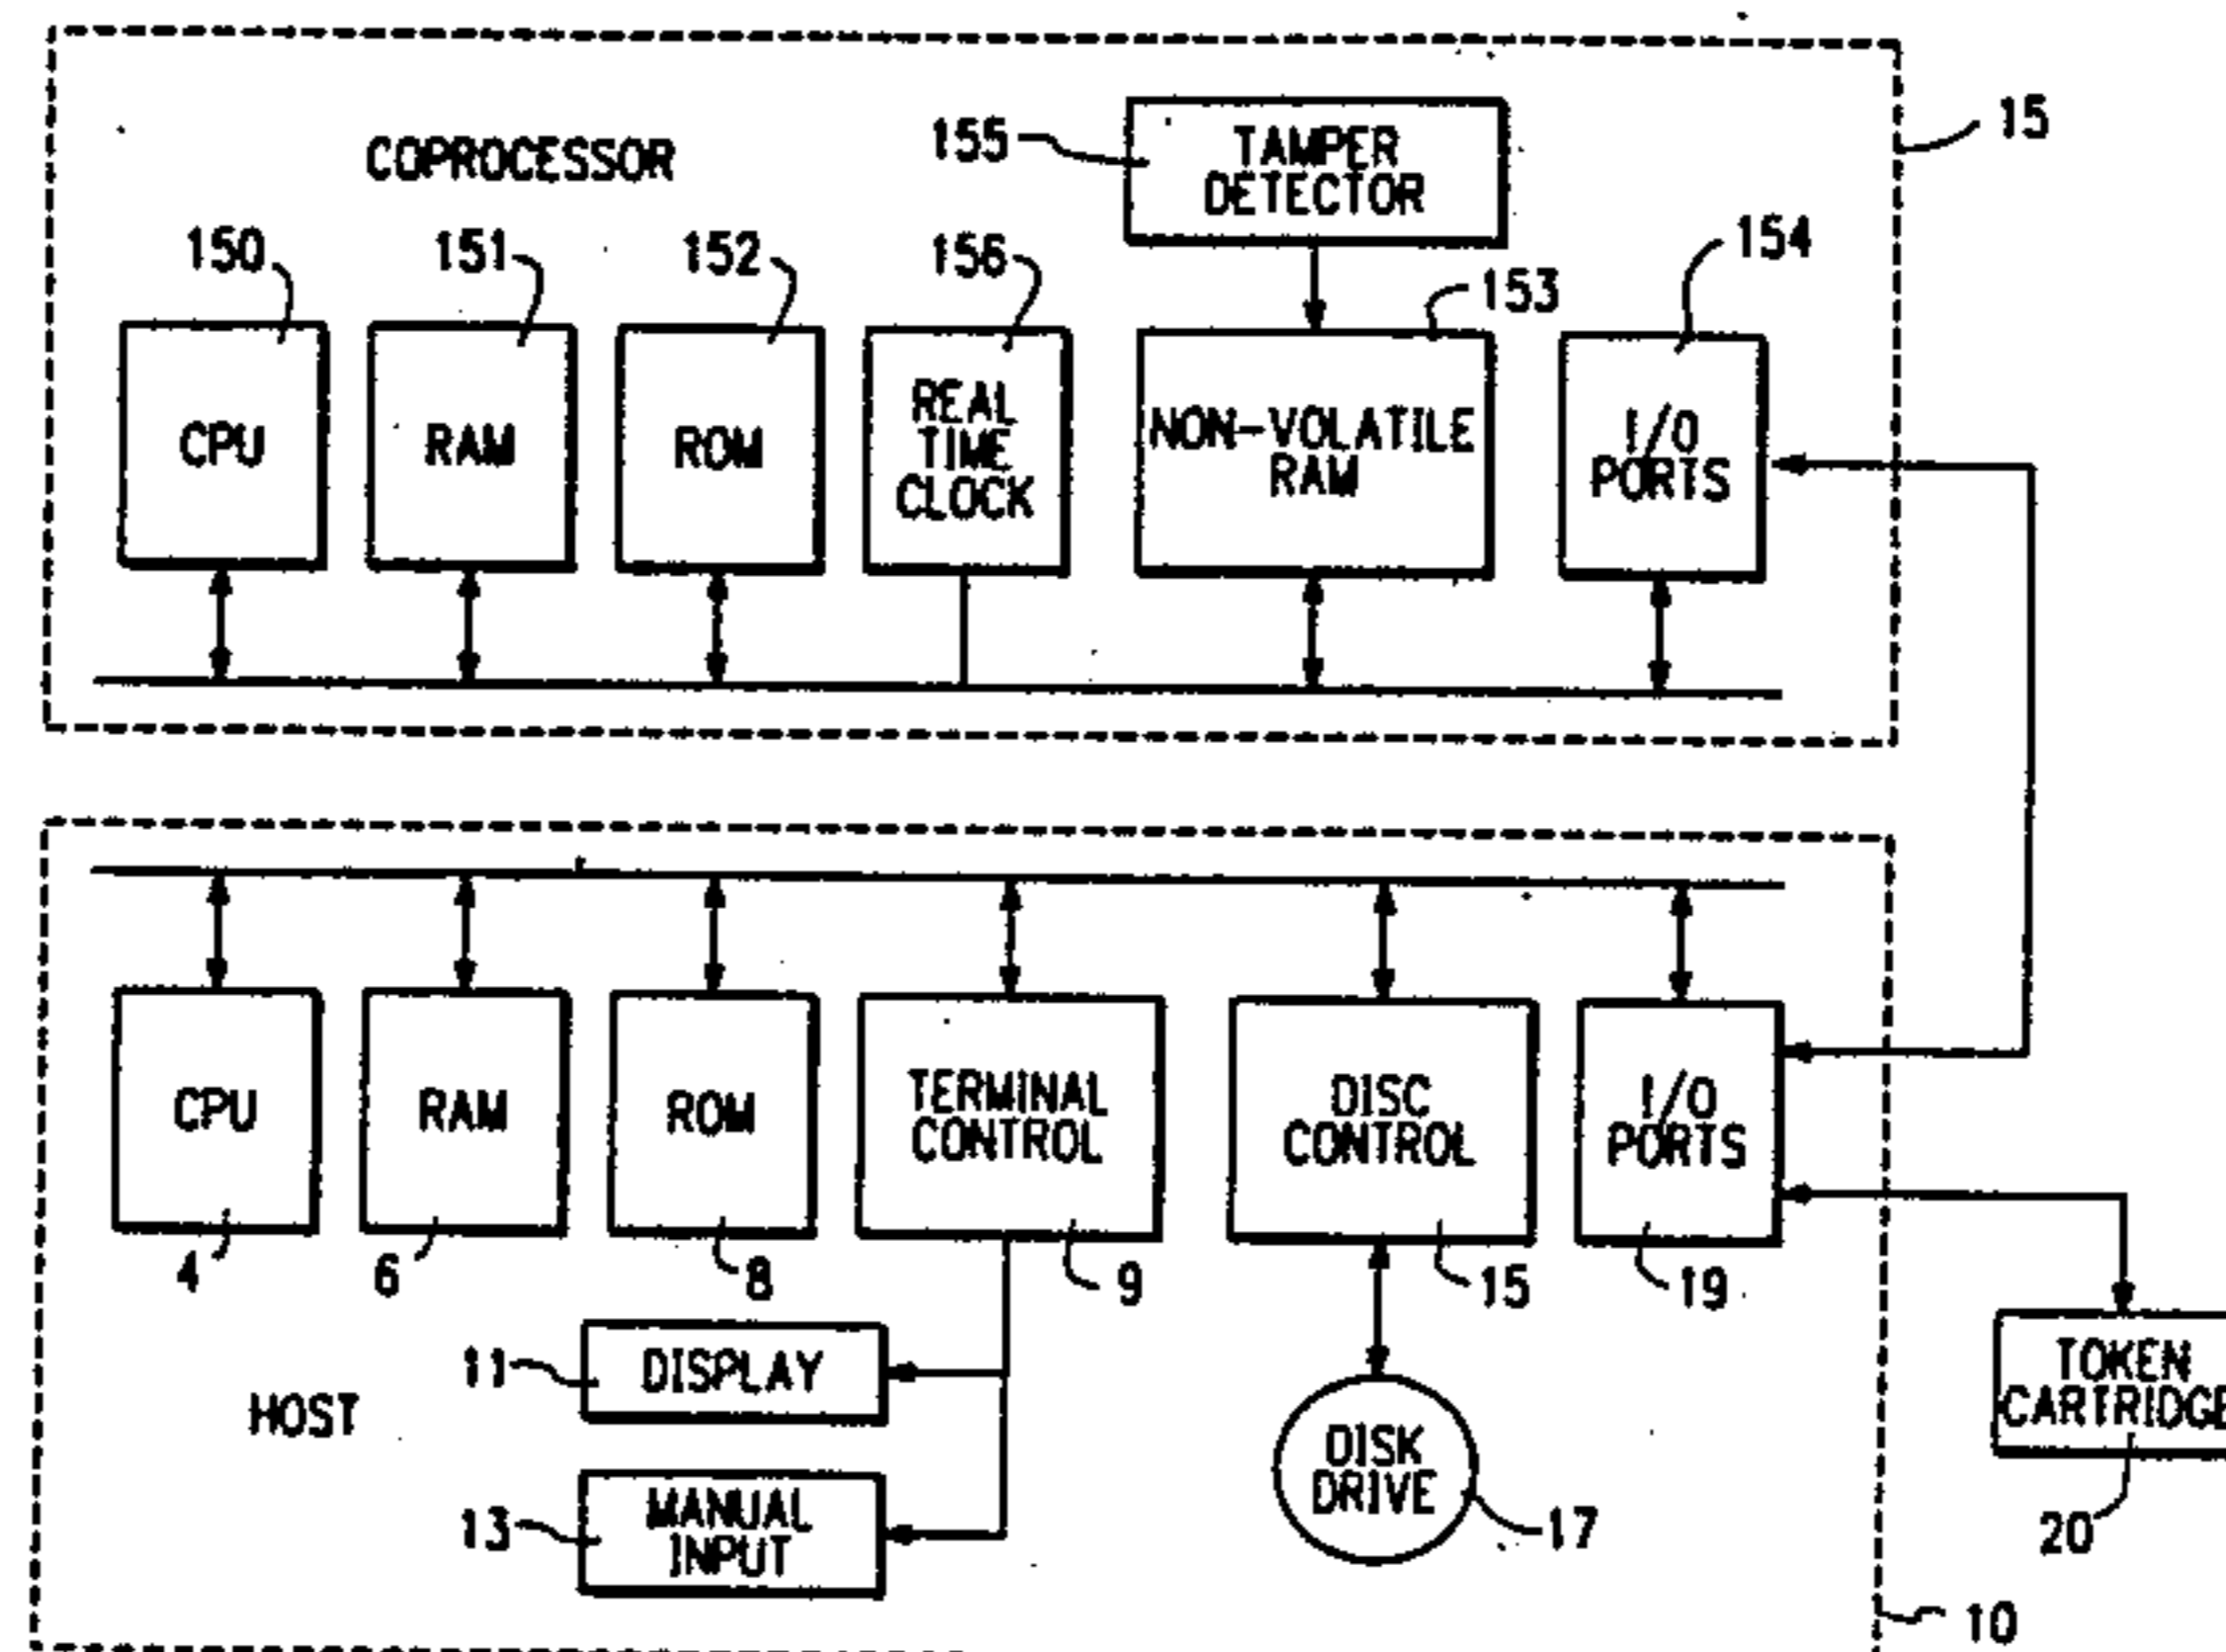 15
155
TAMPER
DETECTOR
COPROCESSOR
150
151
152
156
153
154
CPU
RAM
ROM
REAL
TIME
CLOCK
NON-VOLATILE
RAM
I/O
PORTS
CPU
RAM
ROM
TERMINAL
CONTROL
DISC
CONTROL
I/O
PORTS
4
6
8
9
15
19
11
DISPLAY
HOST
13
MANUAL
INPUT
DISK
DRIVE
17
TOKEN
CARTRIDGE
20
10